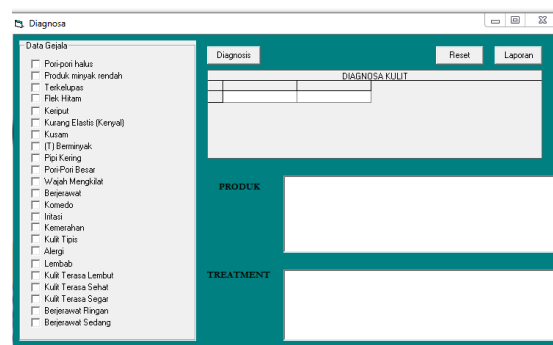 Diagnosa
Data Gejala
Pori-pori halus
Produk minyak rendah
Terkelupas
Flek Hitam
Keriput
Kurang Elastis (Kenyal)
Kusam
(T) Berminyak
Pipi Kering
Pori-Pori Besar
Wajah Mengkilat
Berjerawat
Komedo
Iritasi
Kemerahan
Kulit Tipis
Alergi
Lembab
Kulit Terasa Lembut
Kulit Terasa Sehat
Kulit Terasa Segar
Berjerawat Ringan
Berjerawat Sedang
Diagnosis
Reset
Laporan
DIAGNOSA KULIT
PRODUK
TREATMENT